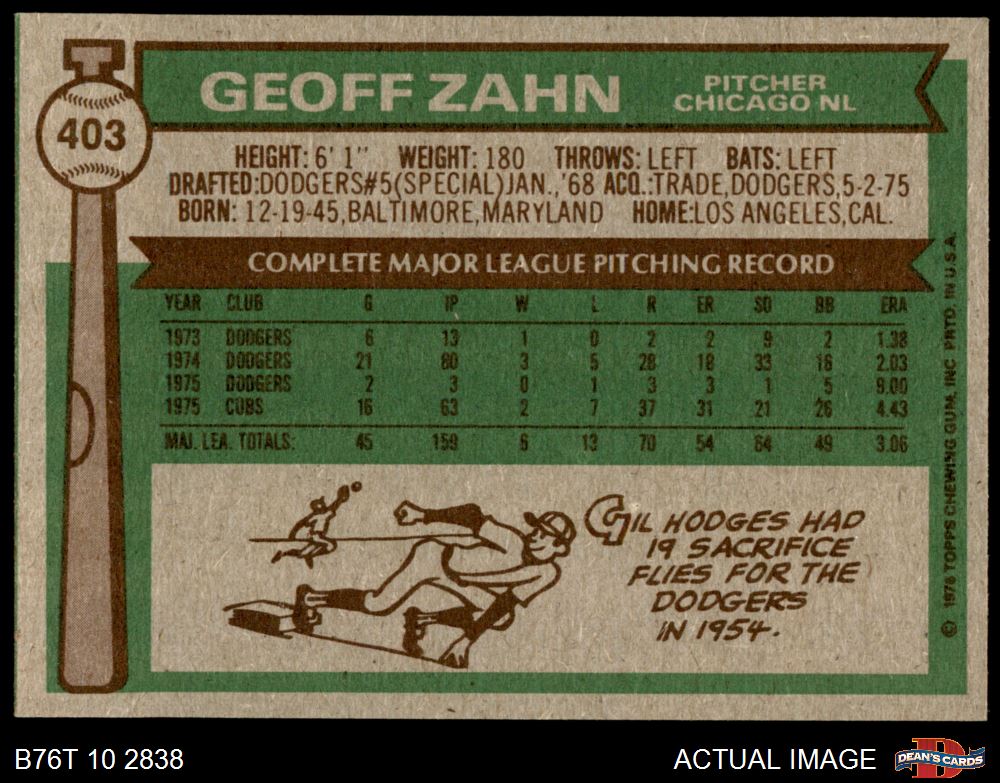 403
GEOFF ZAHN
PITCHER
CHICAGO NL
HEIGHT: 6' 1" WEIGHT: 180 THROWS: LEFT BATS: LEFT
DRAFTED:DODGERS#5(SPECIAL)JAN.,'68 ACQ.:TRADE,DODGERS,5-2-75
BORN: 12-19-45,BALTIMORE,MARYLAND HOME:LOS ANGELES,CAL.
COMPLETE MAJOR LEAGUE PITCHING RECORD
YEAR CLUB G IP W L R ER SO BB ERA
1973 DODGERS 6 13 1 0 2 2 9 2 1.38
1974 DODGERS 21 80 3 5 28 18 33 16 2.03
1975 DODGERS 2 3 0 1 3 3 1 5 9.00
1975 CUBS 16 63 2 7 37 31 21 26 4.43
MAJ. LEA. TOTALS: 45 159 6 13 70 54 64 49 3.06
GIL HODGES HAD
19 SACRIFICE
FLIES FOR THE
DODGERS
IN 1954.
© 1976 TOPPS CHEWING GUM, INC. PRTD. IN U.S.A.
B76T 10 2838
ACTUAL IMAGE
D
DEAN'S CARDS